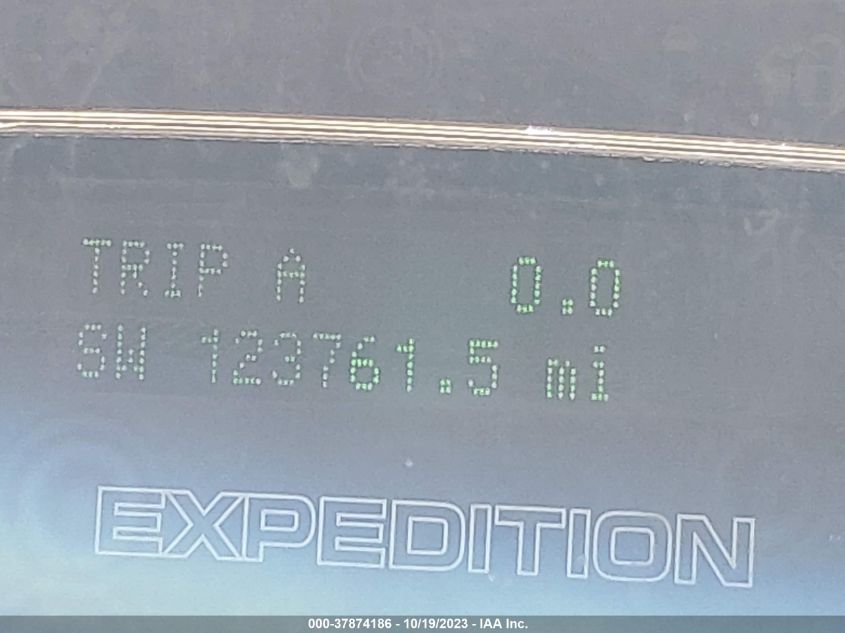 TRIP A 0.0
SW 123761.5 mi
EXPEDITION
000-37874186 - 10/19/2023 - IAA Inc.